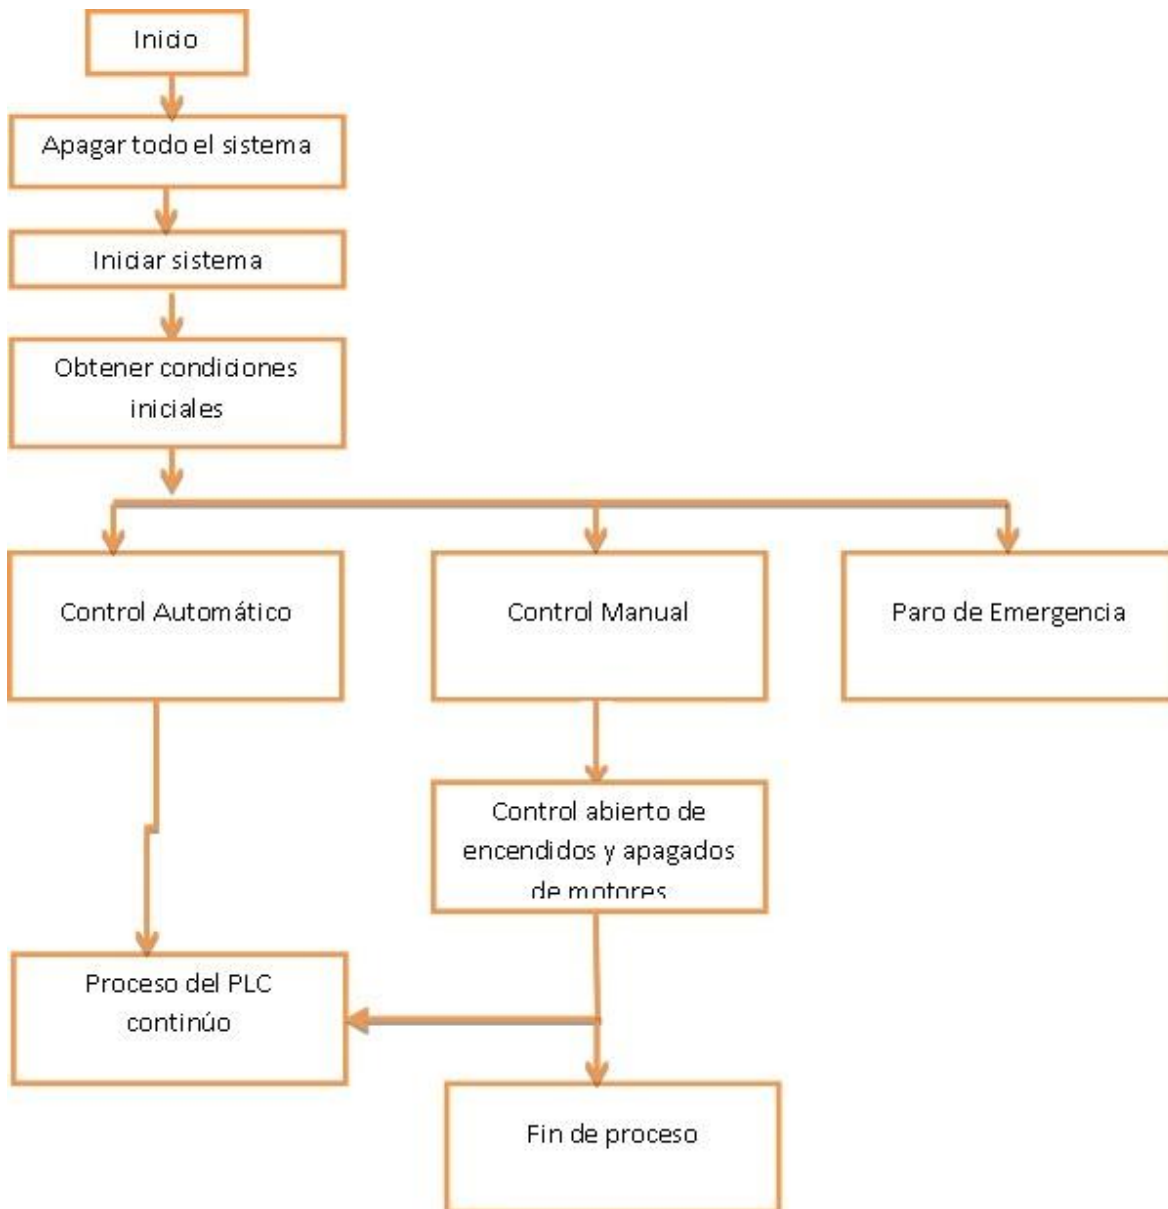 Inicio
Apagar todo el sistema
Iniciar sistema
Obtener condiciones
iniciales
Control Automático
Control Manual
Paro de Emergencia
Control abierto de
encendidos y apagados
de motores
Proceso del PLC
continúo
Fin de proceso